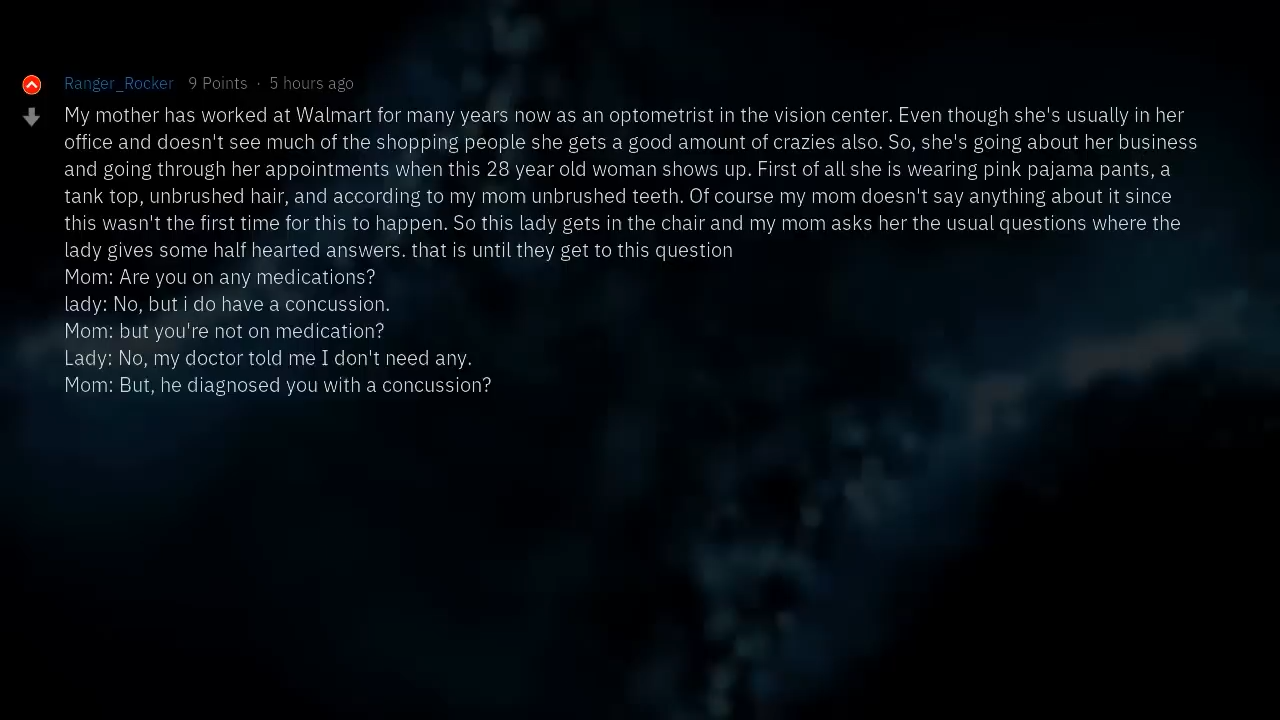 Ranger_Rocker 9 Points · 5 hours ago
My mother has worked at Walmart for many years now as an optometrist in the vision center. Even though she's usually in her
office and doesn't see much of the shopping people she gets a good amount of crazies also. So, she's going about her business
and going through her appointments when this 28 year old woman shows up. First of all she is wearing pink pajama pants, a
tank top, unbrushed hair, and according to my mom unbrushed teeth. Of course my mom doesn't say anything about it since
this wasn't the first time for this to happen. So this lady gets in the chair and my mom asks her the usual questions where the
lady gives some half hearted answers. that is until they get to this question
Mom: Are you on any medications?
lady: No, but i do have a concussion.
Mom: but you're not on medication?
Lady: No, my doctor told me I don't need any.
Mom: But, he diagnosed you with a concussion?